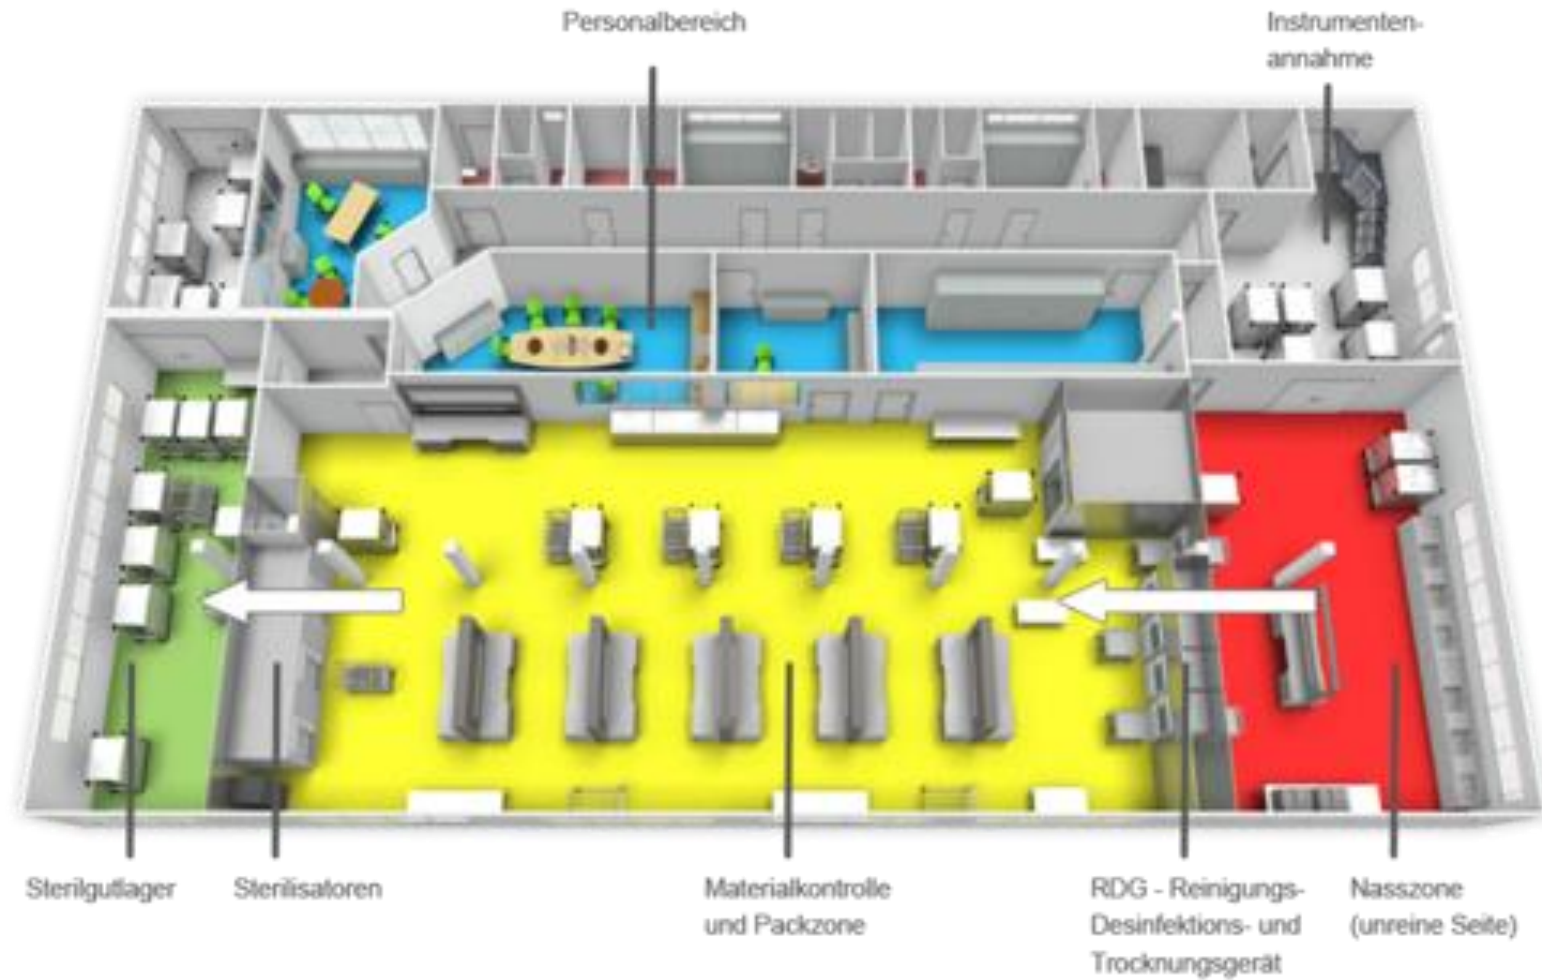 Personalbereich
Instrumenten-
annahme
Sterilgutlager
Sterilisatoren
Materialkontrolle
und Packzone
RDG - Reinigungs-
Desinfektions- und
Trocknungsgerät
Nasszone
(unreine Seite)